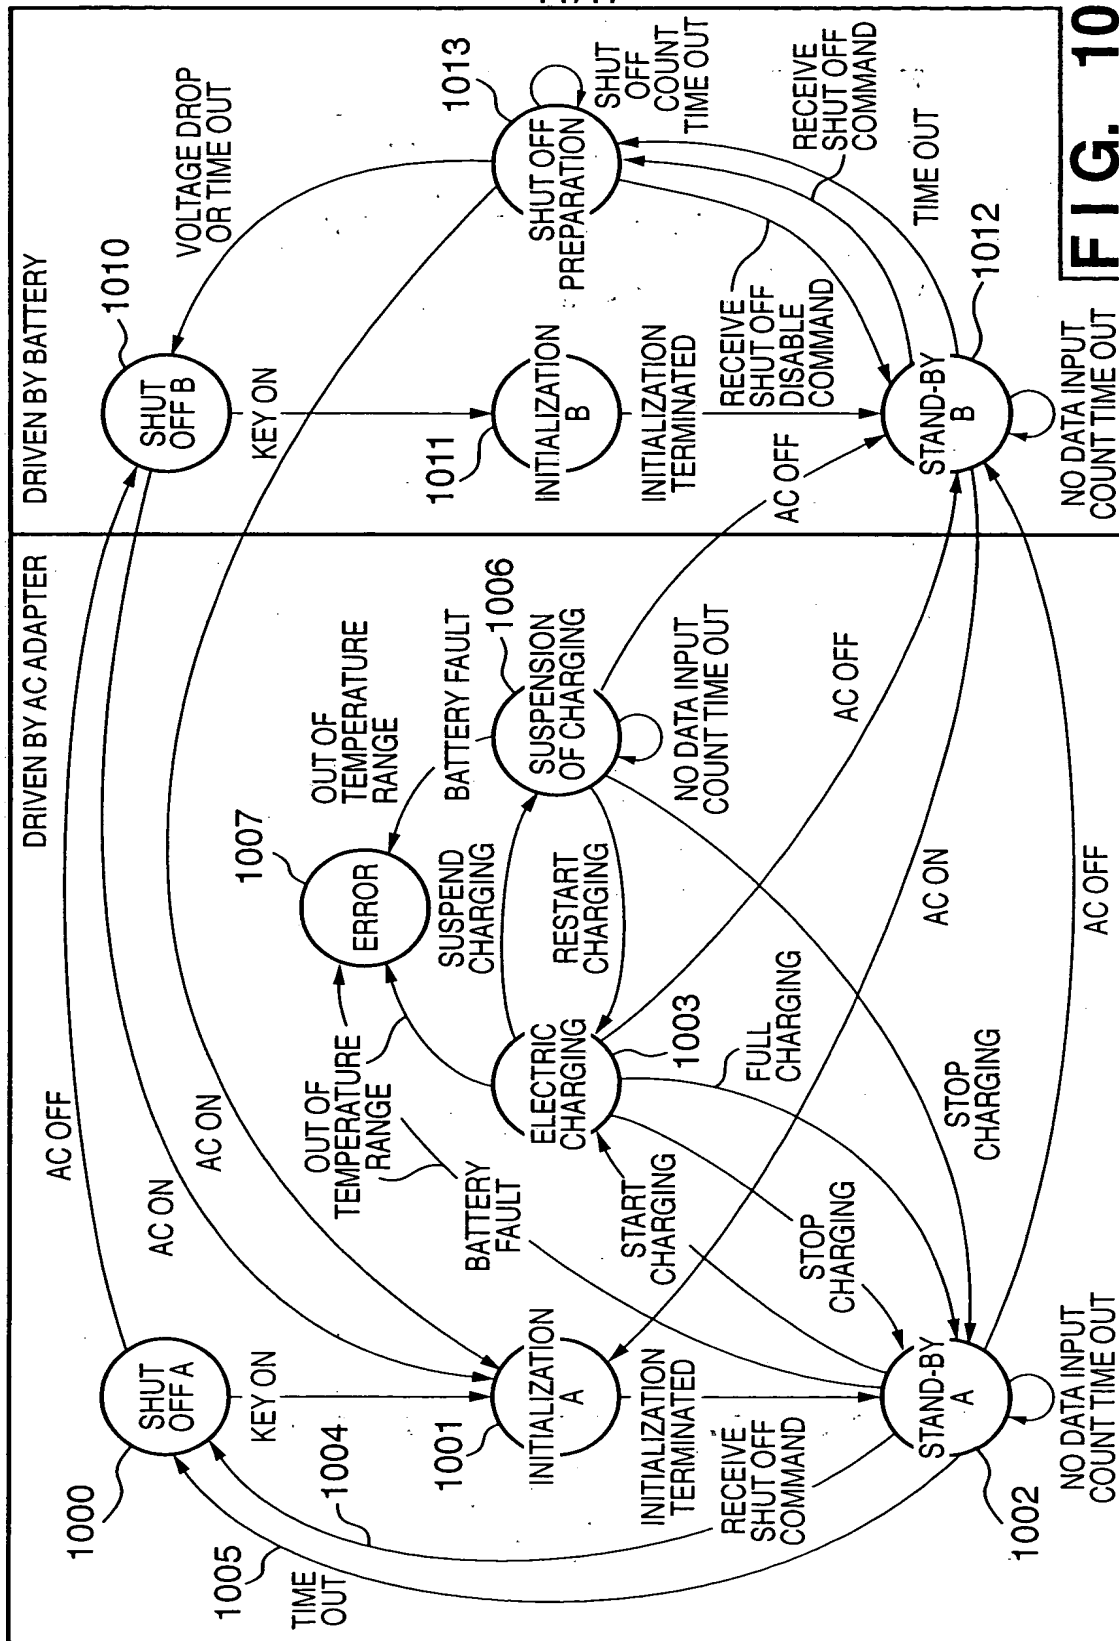 DRIVEN BY AC ADAPTER
DRIVEN BY BATTERY
1000
SHUT
OFF A
AC OFF
1010
SHUT
OFF B
VOLTAGE DROP
OR TIME OUT
1013
SHUT OFF
PREPARATION
SHUT
OFF
COUNT
TIME OUT
KEY ON
AC ON
AC ON
KEY ON
1005
TIME
OUT
1004
1001
INITIALIZATION
A
INITIALIZATION
TERMINATED
RECEIVE
SHUT OFF
COMMAND
OUT OF
TEMPERATURE
RANGE
BATTERY
FAULT
1007
ERROR
OUT OF
TEMPERATURE
RANGE
BATTERY FAULT
1006
SUSPENSION
OF CHARGING
SUSPEND
CHARGING
RESTART
CHARGING
NO DATA INPUT
COUNT TIME OUT
ELECTRIC
CHARGING
1003
START
CHARGING
STOP
CHARGING
FULL
CHARGING
STOP
CHARGING
1011
INITIALIZATION
B
INITIALIZATION
TERMINATED
RECEIVE
SHUT OFF
DISABLE
COMMAND
RECEIVE
SHUT OFF
COMMAND
TIME OUT
AC OFF
AC OFF
AC ON
AC OFF
STAND-BY
A
1002
NO DATA INPUT
COUNT TIME OUT
STAND-BY
B
1012
NO DATA INPUT
COUNT TIME OUT
FIG. 10